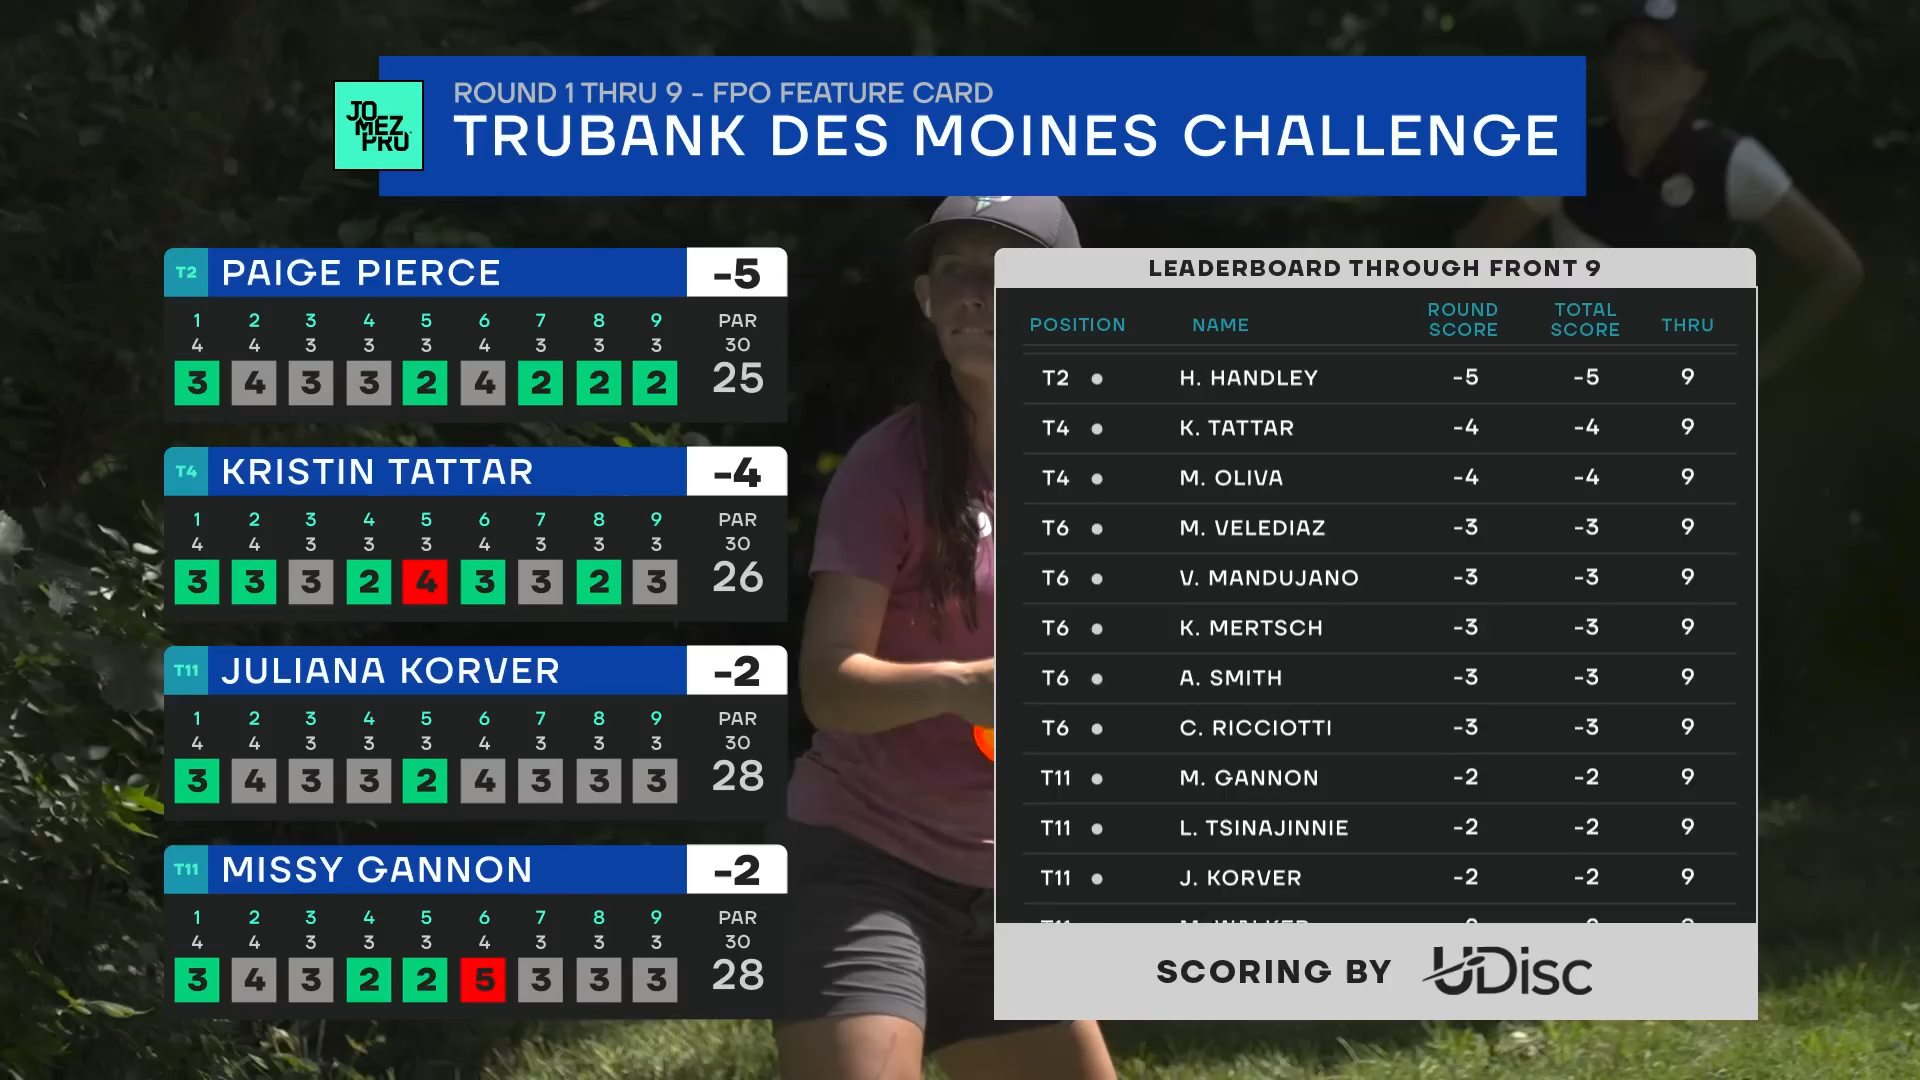 JOMEZPRO
ROUND 1 THRU 9 - FPO FEATURE CARD
TRUBANK DES MOINES CHALLENGE
T2 PAIGE PIERCE -5
1 2 3 4 5 6 7 8 9 PAR
4 4 3 3 3 4 3 3 3 30
3 4 3 3 2 4 2 2 2 25
T4 KRISTIN TATTAR -4
1 2 3 4 5 6 7 8 9 PAR
4 4 3 3 3 4 3 3 3 30
3 3 3 2 4 3 3 2 3 26
T11 JULIANA KORVER -2
1 2 3 4 5 6 7 8 9 PAR
4 4 3 3 3 4 3 3 3 30
3 4 3 3 2 4 3 3 3 28
T11 MISSY GANNON -2
1 2 3 4 5 6 7 8 9 PAR
4 4 3 3 3 4 3 3 3 30
3 4 3 2 2 5 3 3 3 28
LEADERBOARD THROUGH FRONT 9
POSITION NAME ROUND SCORE TOTAL SCORE THRU
T2 H. HANDLEY -5 -5 9
T4 K. TATTAR -4 -4 9
T4 M. OLIVA -4 -4 9
T6 M. VELEDIAZ -3 -3 9
T6 V. MANDUJANO -3 -3 9
T6 K. MERTSCH -3 -3 9
T6 A. SMITH -3 -3 9
T6 C. RICCIOTTI -3 -3 9
T11 M. GANNON -2 -2 9
T11 L. TSINAJINNIE -2 -2 9
T11 J. KORVER -2 -2 9
SCORING BY UDisc